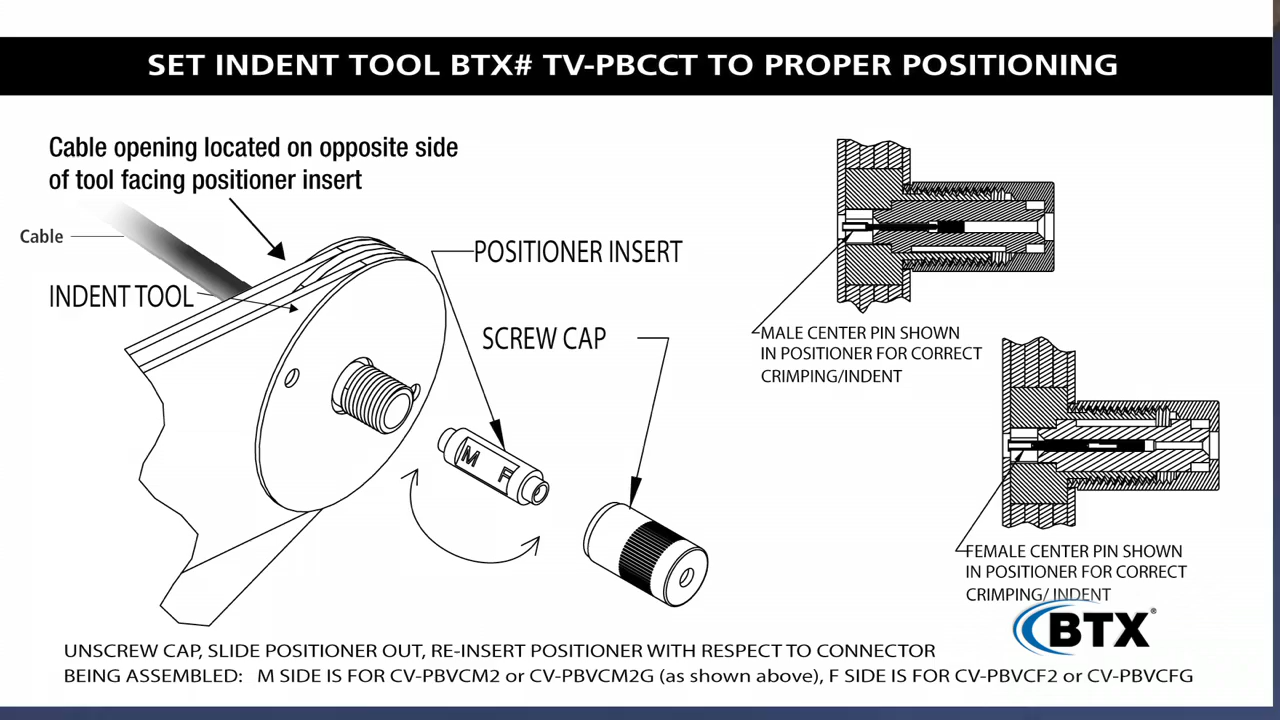 SET INDENT TOOL BTX# TV-PBCCT TO PROPER POSITIONING
Cable opening located on opposite side
of tool facing positioner insert
Cable
INDENT TOOL
POSITIONER INSERT
SCREW CAP
M F
MALE CENTER PIN SHOWN
IN POSITIONER FOR CORRECT
CRIMPING/INDENT
FEMALE CENTER PIN SHOWN
IN POSITIONER FOR CORRECT
CRIMPING/ INDENT
BTX®
UNSCREW CAP, SLIDE POSITIONER OUT, RE-INSERT POSITIONER WITH RESPECT TO CONNECTOR
BEING ASSEMBLED: M SIDE IS FOR CV-PBVCM2 or CV-PBVCM2G (as shown above), F SIDE IS FOR CV-PBVCF2 or CV-PBVCFG